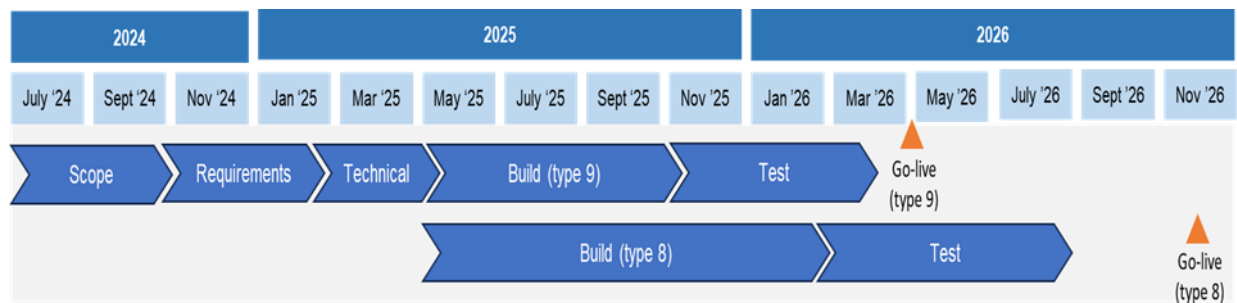 2024 2025 2026
July ‘24 Sept ‘24 Nov ‘24 Jan ‘25 Mar ‘25 May ‘25 July ‘25 Sept ‘25 Nov ‘25 Jan ‘26 Mar ’26 May ‘26 July ‘26 Sept ‘26 Nov ’26
Scope Requirements Technical Build (type 9) Test
Go-live
(type 9)
Build (type 8) Test
Go-live
(type 8)